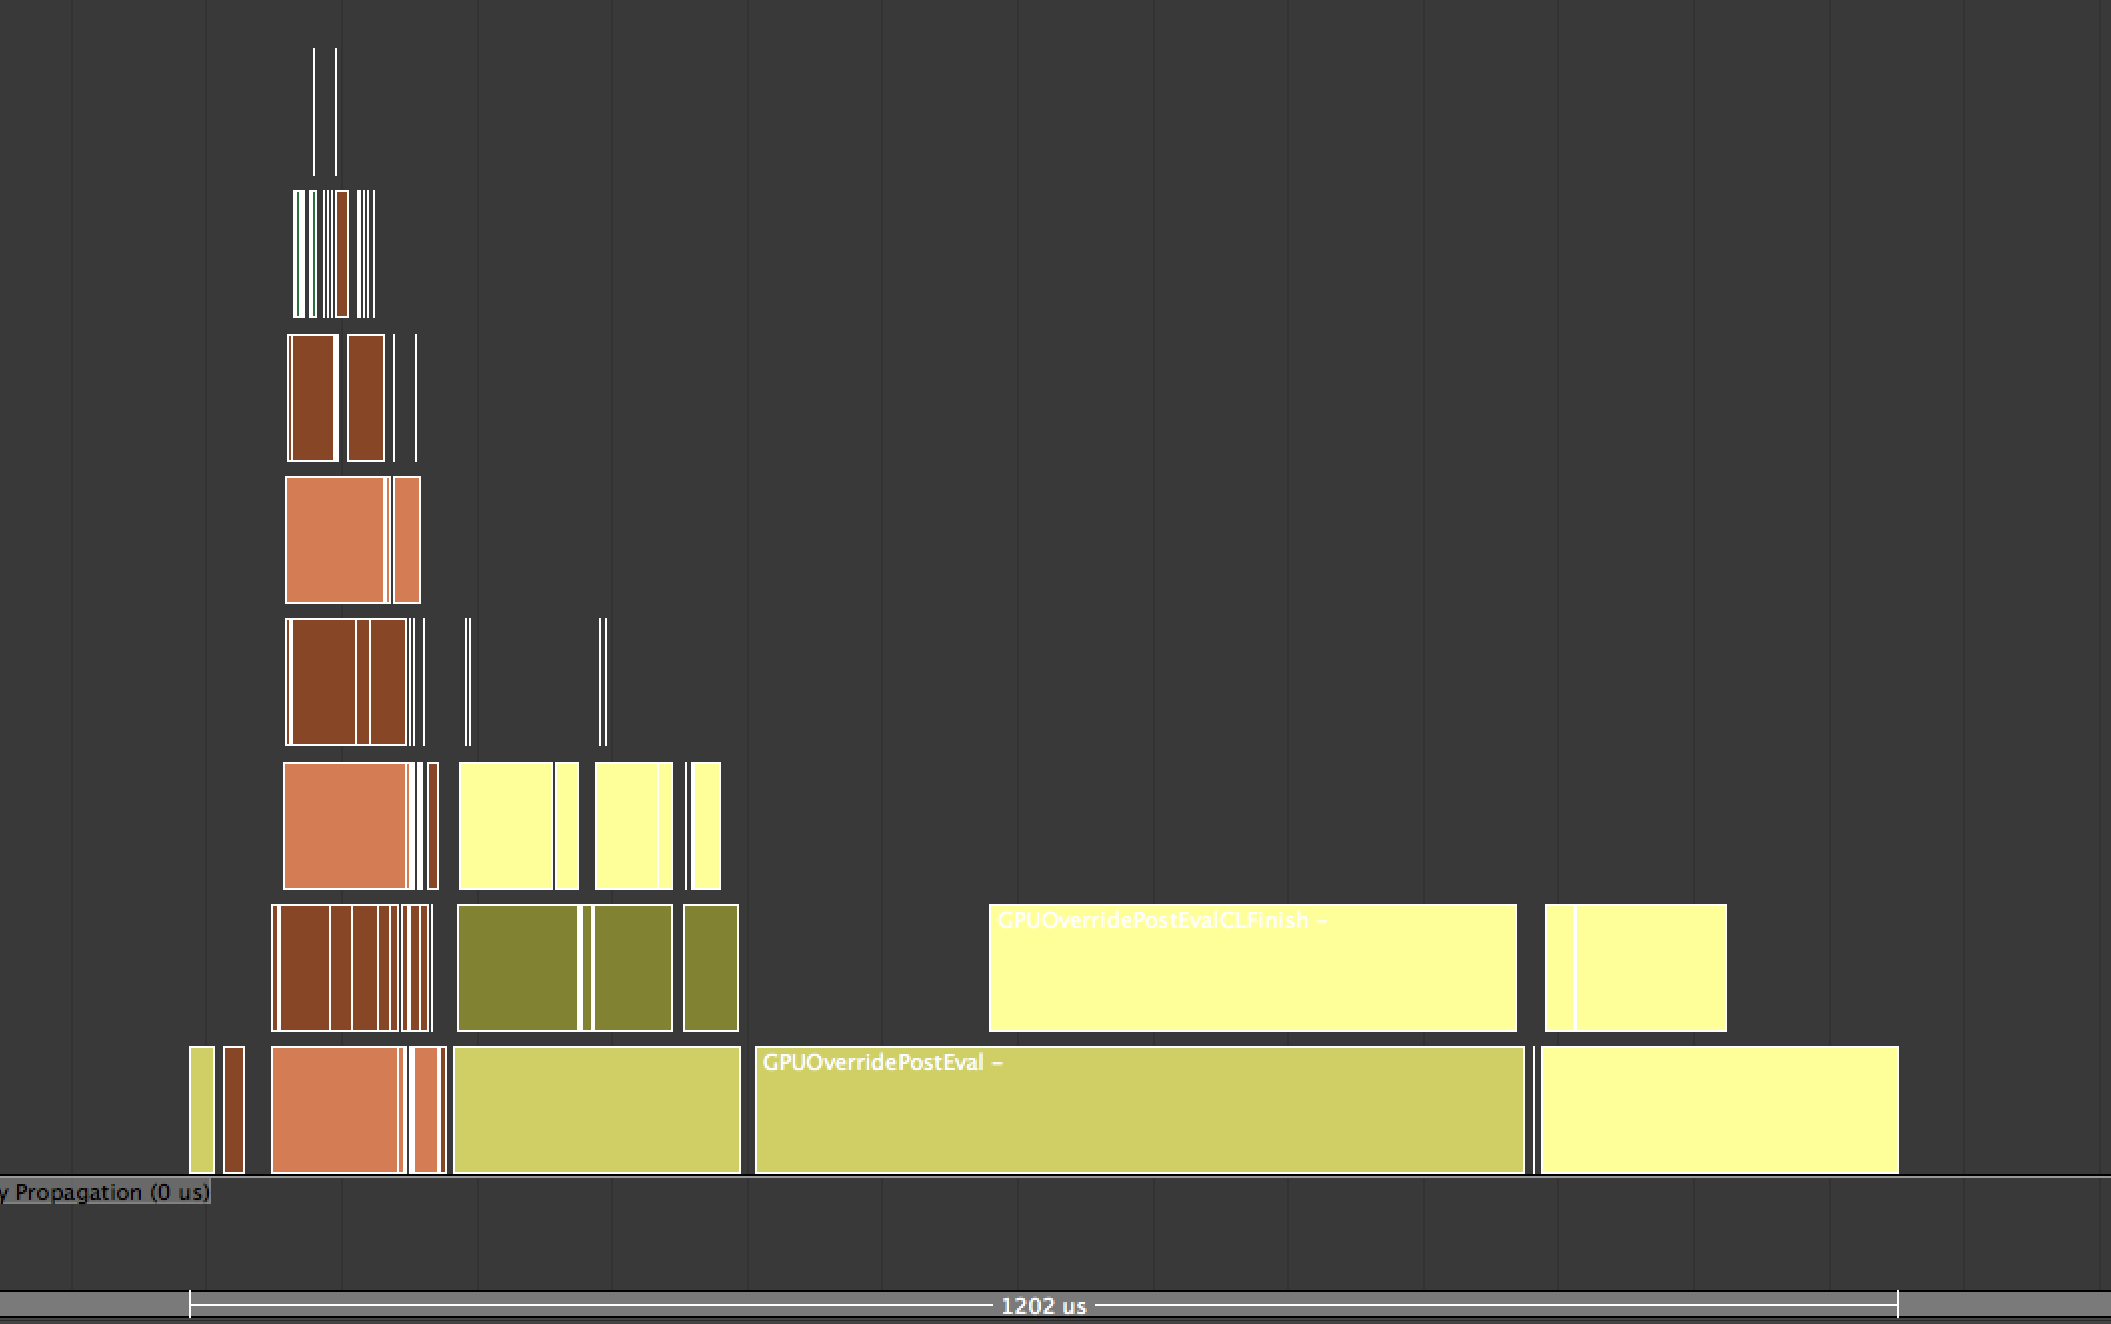 GPUOverridePostEvalCLFinish –
GPUOverridePostEval –
y Propagation (0 us)
1202 us